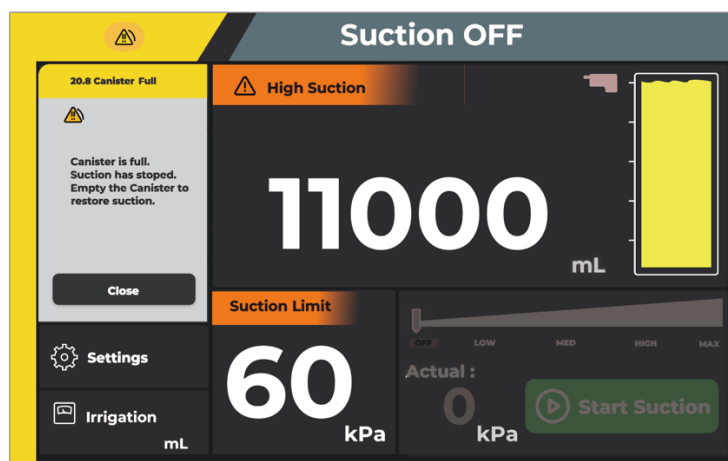 Suction OFF
20.8 Canister Full
Canister is full.
Suction has stoped.
Empty the Canister to
restore suction.
Close
High Suction
11000
mL
Settings
Irrigation
mL
Suction Limit
60
kPa
OFF LOW MED HIGH MAX
Actual :
0
kPa
Start Suction